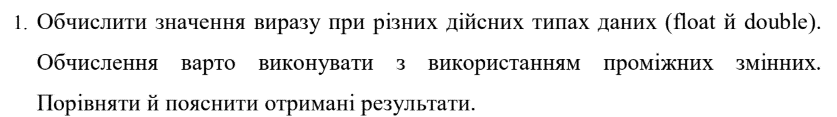 1. Обчислити значення виразу при різних дійсних типах даних (float й double).
Обчислення варто виконувати з використанням проміжних змінних.
Порівняти й пояснити отримані результати.